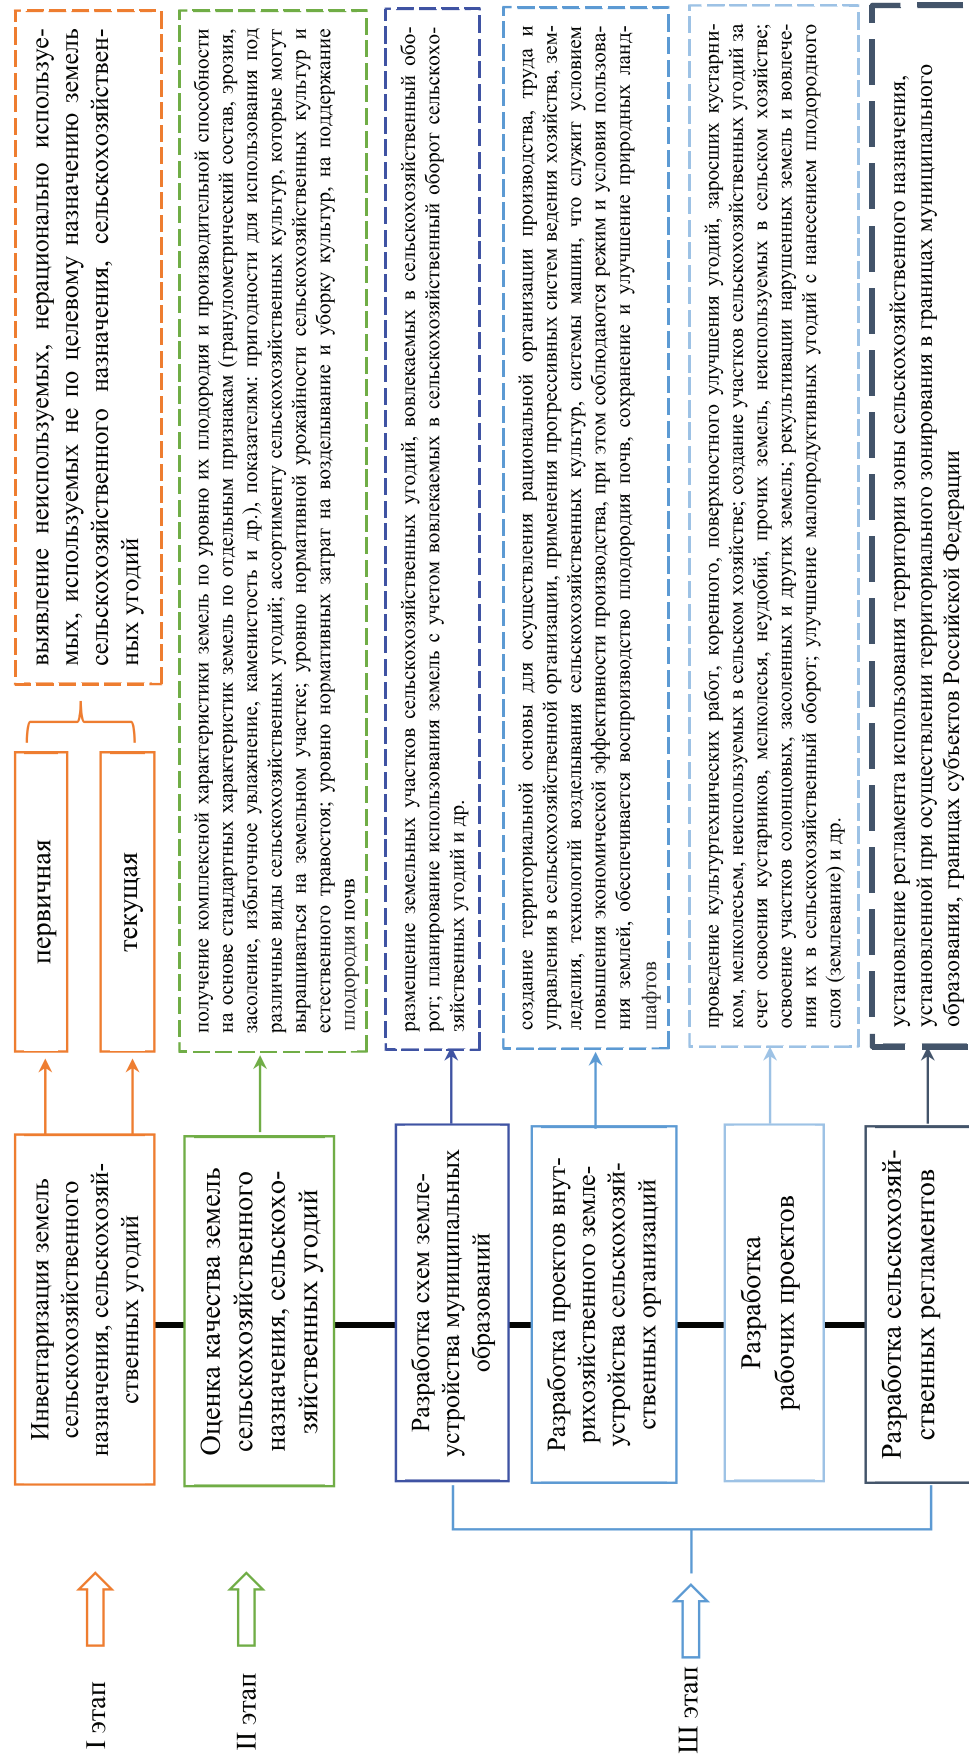 I этап
Инвентаризация земель
сельскохозяйственного
назначения, сельскохозяй-
ственных угодий
первичная
текущая
выявление неиспользуемых, нерационально используе-
мых, используемых не по целевому назначению земель
сельскохозяйственного назначения, сельскохозяйствен-
ных угодий
II этап
Оценка качества земель
сельскохозяйственного
назначения, сельскохо-
зяйственных угодий
получение комплексной характеристики земель по уровню их плодородия и производительной способности
на основе стандартных характеристик земель по отдельным признакам (гранулометрический состав, эрозия,
засоление, избыточное увлажнение, каменистость и др.), показателям: пригодности для использования под
различные виды сельскохозяйственных угодий; ассортименту сельскохозяйственных культур, которые могут
выращиваться на земельном участке; уровню нормативной урожайности сельскохозяйственных культур и
естественного травостоя; уровню нормативных затрат на возделывание и уборку культур, на поддержание
плодородия почв
III этап
Разработка схем земле-
устройства муниципальных
образований
размещение земельных участков сельскохозяйственных угодий, вовлекаемых в сельскохозяйственный обо-
рот; планирование использования земель с учетом вовлекаемых в сельскохозяйственный оборот сельскохо-
зяйственных угодий и др.
Разработка проектов внут-
рихозяйственного земле-
устройства сельскохозяй-
ственных организаций
создание территориальной основы для осуществления рациональной организации производства, труда и
управления в сельскохозяйственной организации, применения прогрессивных систем ведения хозяйства, зем-
леделия, технологий возделывания сельскохозяйственных культур, системы машин, что служит условием
повышения экономической эффективности производства, при этом соблюдаются режим и условия пользова-
ния землей, обеспечивается воспроизводство плодородия почв, сохранение и улучшение природных ланд-
шафтов
Разработка
рабочих проектов
проведение культуртехнических работ, коренного, поверхностного улучшения угодий, заросших кустарни-
ком, мелколесьем, неиспользуемых в сельском хозяйстве; создание участков сельскохозяйственных угодий за
счет освоения кустарников, мелколесья, неудобий, прочих земель, неиспользуемых в сельском хозяйстве;
освоение участков солонцовых, засоленных и других земель; рекультивации нарушенных земель и вовлече-
ния их в сельскохозяйственный оборот; улучшение малопродуктивных угодий с нанесением плодородного
слоя (землевание) и др.
Разработка сельскохозяй-
ственных регламентов
установление регламента использования территории зоны сельскохозяйственного назначения,
установленной при осуществлении территориального зонирования в границах муниципального
образования, границах субъектов Российской Федерации